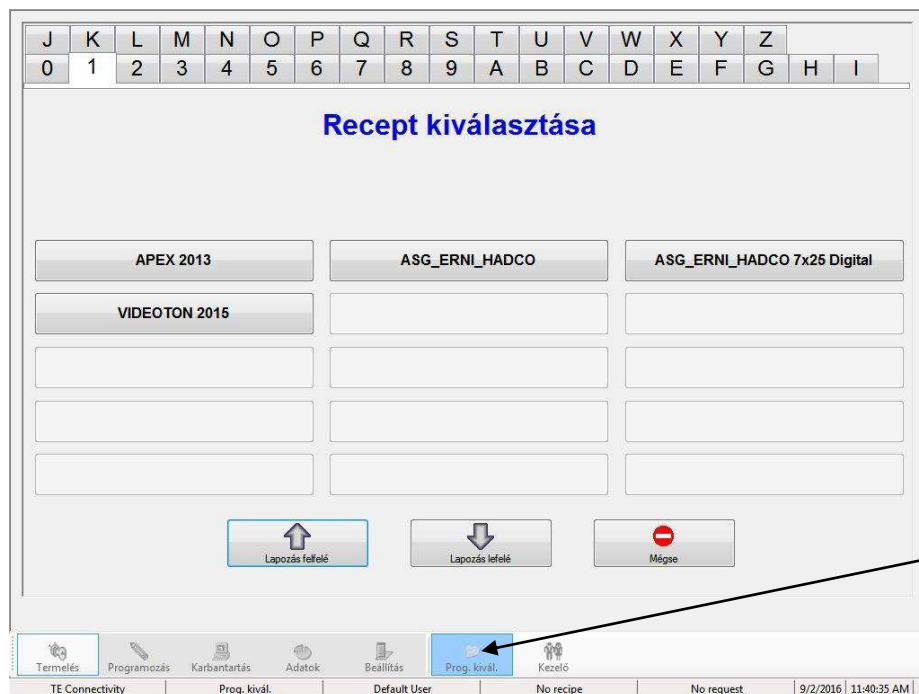 J K L M N O P Q R S T U V W X Y Z
0 1 2 3 4 5 6 7 8 9 A B C D E F G H I
Recept kiválasztása
APEX 2013 ASG_ERNI_HADCO ASG_ERNI_HADCO 7x25 Digital
VIDEOTON 2015
Lapozás felfelé Lapozás lefelé Mégse
Termelés Programozás Karbantartás Adatok Beállítás Prog. kivál. Kezelő
TE Connectivity Prog. kivál. Default User No recipe No request 9/2/2016 11:40:35 AM